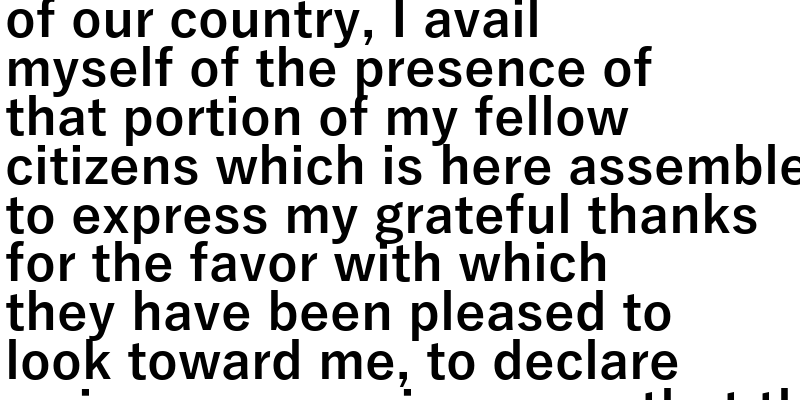 of our country, I avail
myself of the presence of
that portion of my fellow
citizens which is here assemble
to express my grateful thanks
for the favor with which
they have been pleased to
look toward me, to declare